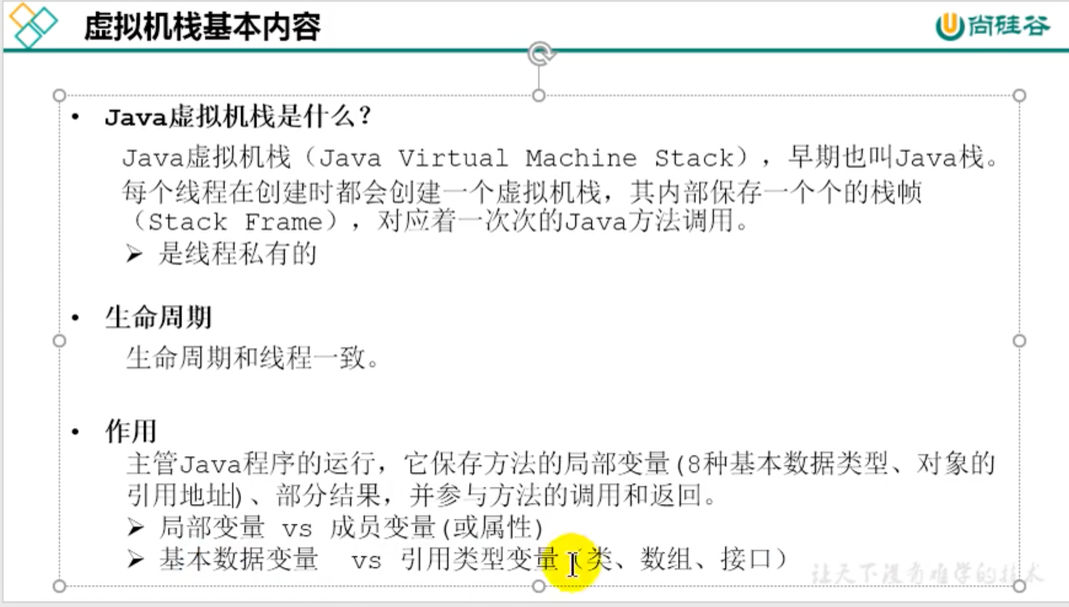 虚拟机栈基本内容
尚硅谷
• Java虚拟机栈是什么？
Java虚拟机栈（Java Virtual Machine Stack），早期也叫Java栈。
每个线程在创建时都会创建一个虚拟机栈，其内部保存一个个的栈帧
（Stack Frame），对应着一次次的Java方法调用。
➢ 是线程私有的
• 生命周期
生命周期和线程一致。
• 作用
主管Java程序的运行，它保存方法的局部变量(8种基本数据类型、对象的
引用地址)、部分结果，并参与方法的调用和返回。
➢ 局部变量 vs 成员变量(或属性)
➢ 基本数据变量 vs 引用类型变量（类、数组、接口）
让天下没有难学的技术